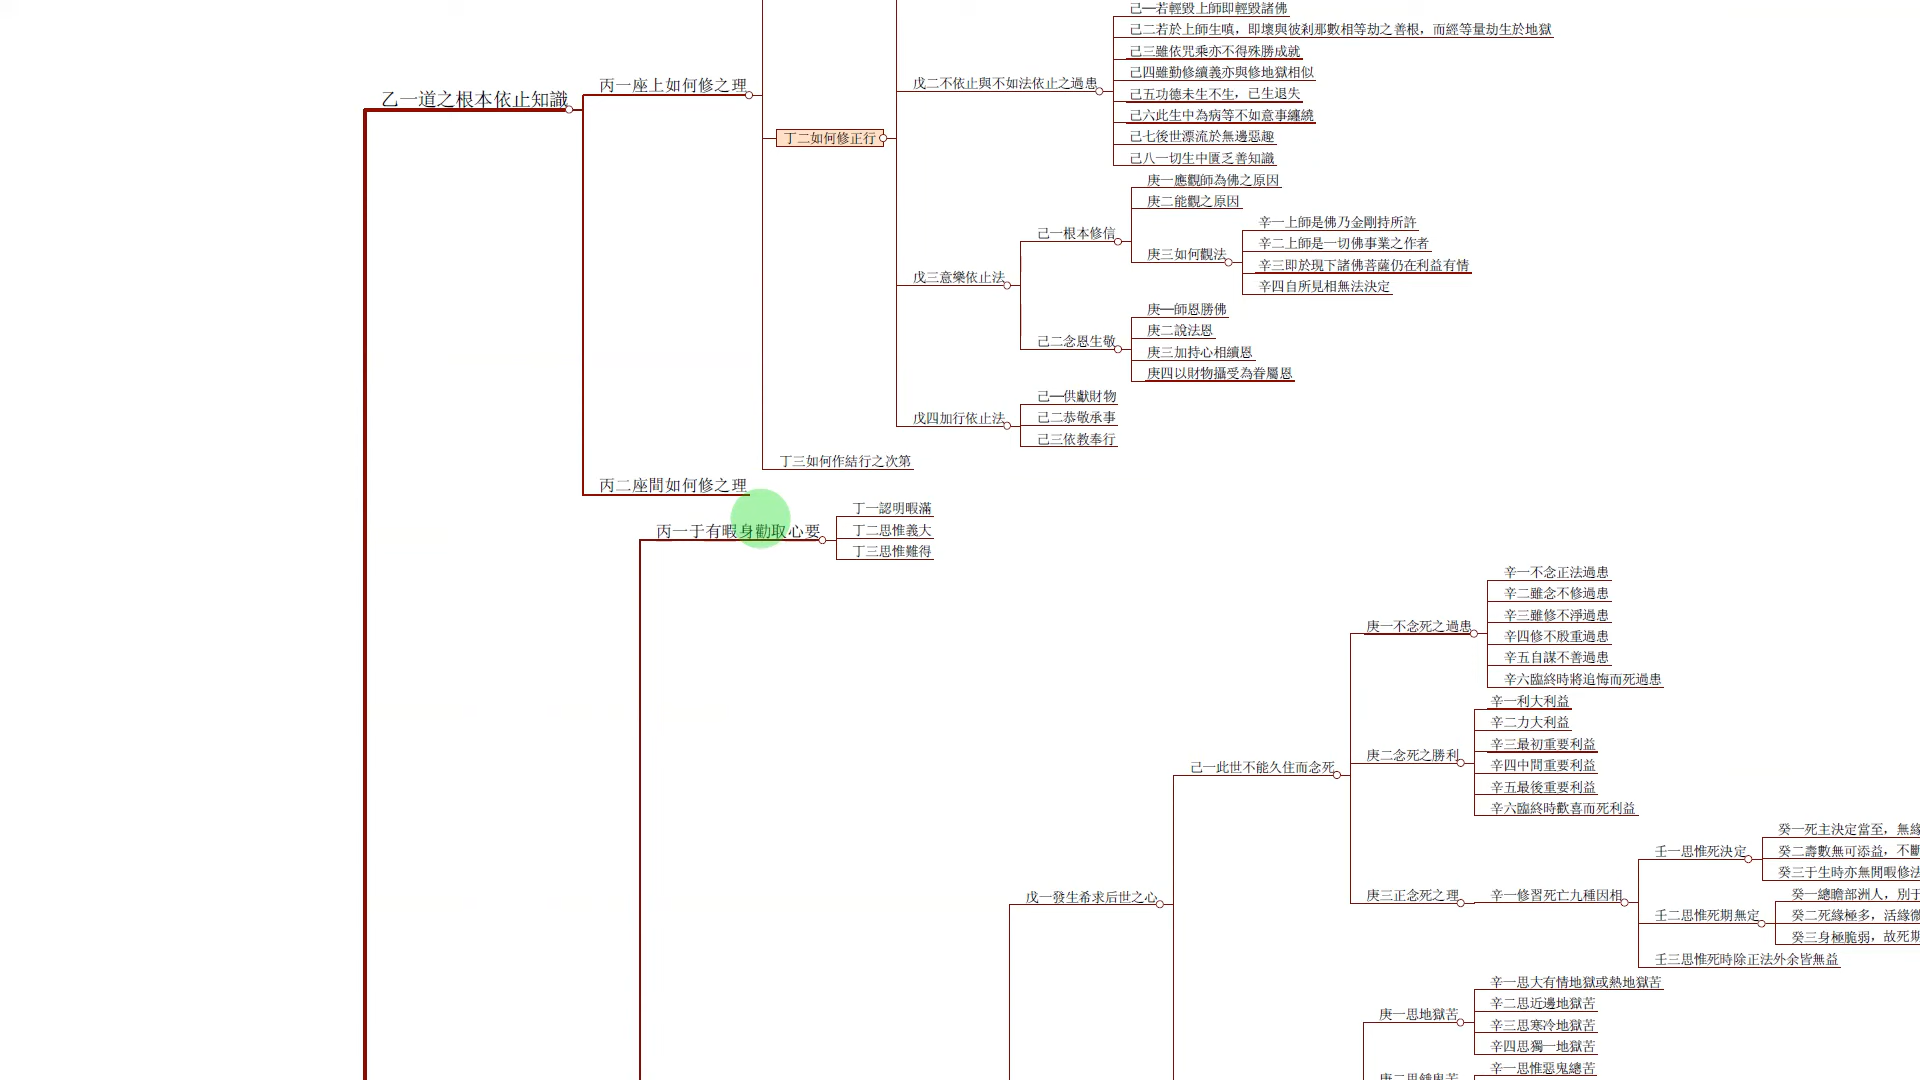 己一若輕毀上師即輕毀諸佛
己二若於上師生嗔，即壞與彼剎那數相等劫之善根，而經等量劫生於地獄
己三雖依咒乘亦不得殊勝成就
己四雖勤修續義亦與修地獄相似
戊二不依止與不如法依止之過患
丙一座上如何修之理
乙一道之根本依止知識
己五功德未生不生，已生退失
己六此生中為病等不如意事纏繞
丁二如何修正行
己七後世漂流於無邊惡趣
己八一切生中匱乏善知識
庚一應觀師為佛之原因
庚二能觀之原因
己一根本修信
辛一上師是佛乃金剛持所許
辛二上師是一切佛事業之作者
庚三如何觀法
辛三即於現下諸佛菩薩仍在利益有情
辛四自所見相無法決定
戊三意樂依止法
庚一師恩勝佛
庚二說法恩
己二念恩生敬
庚三加持心相續恩
庚四以財物攝受為眷屬恩
己一供獻財物
戊四加行依止法
己二恭敬承事
己三依教奉行
丁三如何作結行之次第
丙二座間如何修之理
丁一認明暇滿
丙一于有暇身勸取心要
丁二思惟義大
丁三思惟難得
辛一不念正法過患
辛二雖念不修過患
辛三雖修不淨過患
庚一不念死之過患
辛四修不殷重過患
辛五自謀不善過患
辛六臨終時將追悔而死過患
辛一利大利益
辛二力大利益
辛三最初重要利益
庚二念死之勝利
己一此世不能久住而念死
辛四中間重要利益
辛五最後重要利益
辛六臨終時歡喜而死利益
癸一死主決定當至，無緣
壬一思惟死決定
癸二壽數無可添益，不斷
癸三于生時亦無閒暇修法
戊一發生希求后世之心
庚三正念死之理
辛一修習死亡九種因相
癸一總瞻部洲人，別于
壬二思惟死期無定
癸二死緣極多，活緣微
癸三身極脆弱，故死期
壬三思惟死時除正法外余皆無益
辛一思大有情地獄或熱地獄苦
辛二思近邊地獄苦
庚一思地獄苦
辛三思寒冷地獄苦
辛四思獨一地獄苦
辛一思惟惡鬼總苦
庚二思餓鬼苦